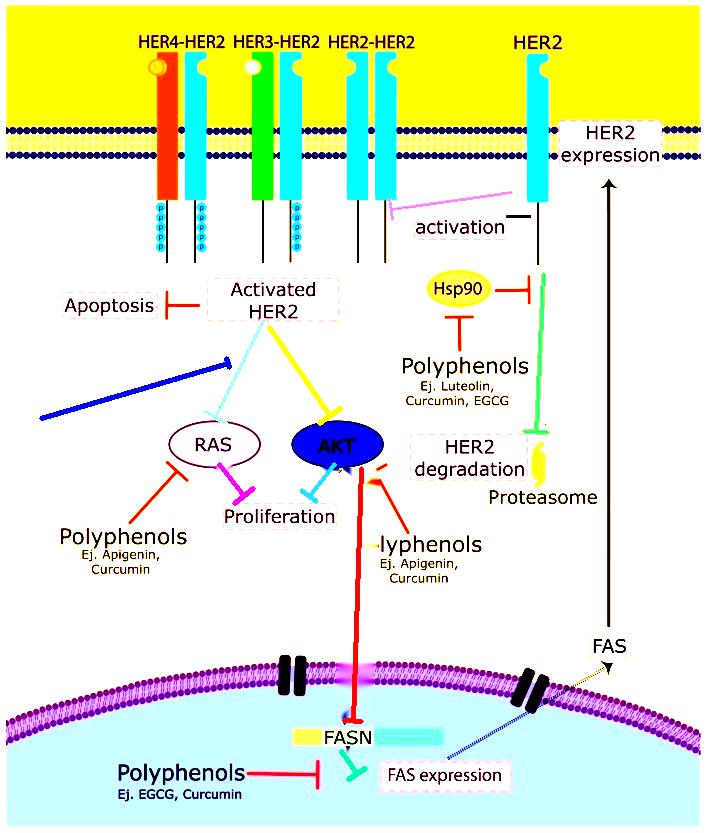 HER4-HER2 HER3-HER2 HER2-HER2 HER2
HER2
expression
P P
P P P
P P P
P P P
P P P
activation
Activated
HER2
Apoptosis
Hsp90
Polyphenols
Ej. Luteolin,
Curcumin, EGCG
RAS
AKT
HER2
degradation
Proteasome
Proliferation
Polyphenols
Ej. Apigenin,
Curcumin
lyphenols
Ej. Apigenin,
Curcumin
FAS
FASN
Polyphenols
Ej. EGCG, Curcumin
FAS expression